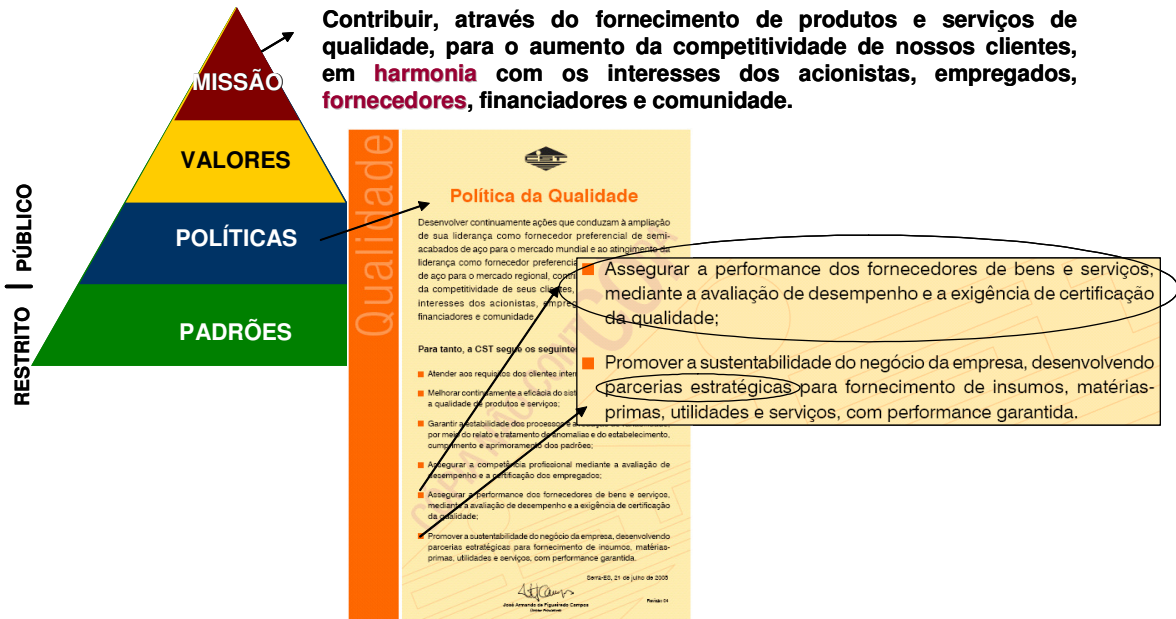 Contribuir, através do fornecimento de produtos e serviços de
qualidade, para o aumento da competitividade de nossos clientes,
em harmonia com os interesses dos acionistas, empregados,
fornecedores, financiadores e comunidade.
MISSÃO
VALORES
POLÍTICAS
PADRÕES
RESTRITO | PÚBLICO
Qualidade
CST
Política da Qualidade
Desenvolver continuamente ações que conduzam à ampliação
de sua liderança como fornecedor preferencial de semi-
acabados de aço para o mercado mundial e ao atingimento da
liderança como fornecedor preferencia
de aço para o mercado regional, contri
da competitividade de seus clientes,
interesses dos acionistas, empreg
financiadores e comunidade.
Para tanto, a CST segue os seguinte
Atender aos requisitos dos clientes inter
Melhorar continuamente a eficácia do sist
a qualidade de produtos e serviços;
Garantir a estabilidade dos processos e a
por meio do relato e tratamento de anomalias e do estabelecimento,
cumprimento e aprimoramento dos padrões;
Assegurar a competência profissional mediante a avaliação de
desempenho e a certificação dos empregados;
Assegurar a performance dos fornecedores de bens e serviços,
mediante a avaliação de desempenho e a exigência de certificação
da qualidade;
Promover a sustentabilidade do negócio da empresa, desenvolvendo
parcerias estratégicas para fornecimento de insumos, matérias-
primas, utilidades e serviços, com performance garantida.
Serra-ES, 21 de julho de 2005
José Armando de Figueiredo Campos
Diretor Presidente
Revisão 04
Assegurar a performance dos fornecedores de bens e serviços,
mediante a avaliação de desempenho e a exigência de certificação
da qualidade;
Promover a sustentabilidade do negócio da empresa, desenvolvendo
parcerias estratégicas para fornecimento de insumos, matérias-
primas, utilidades e serviços, com performance garantida.